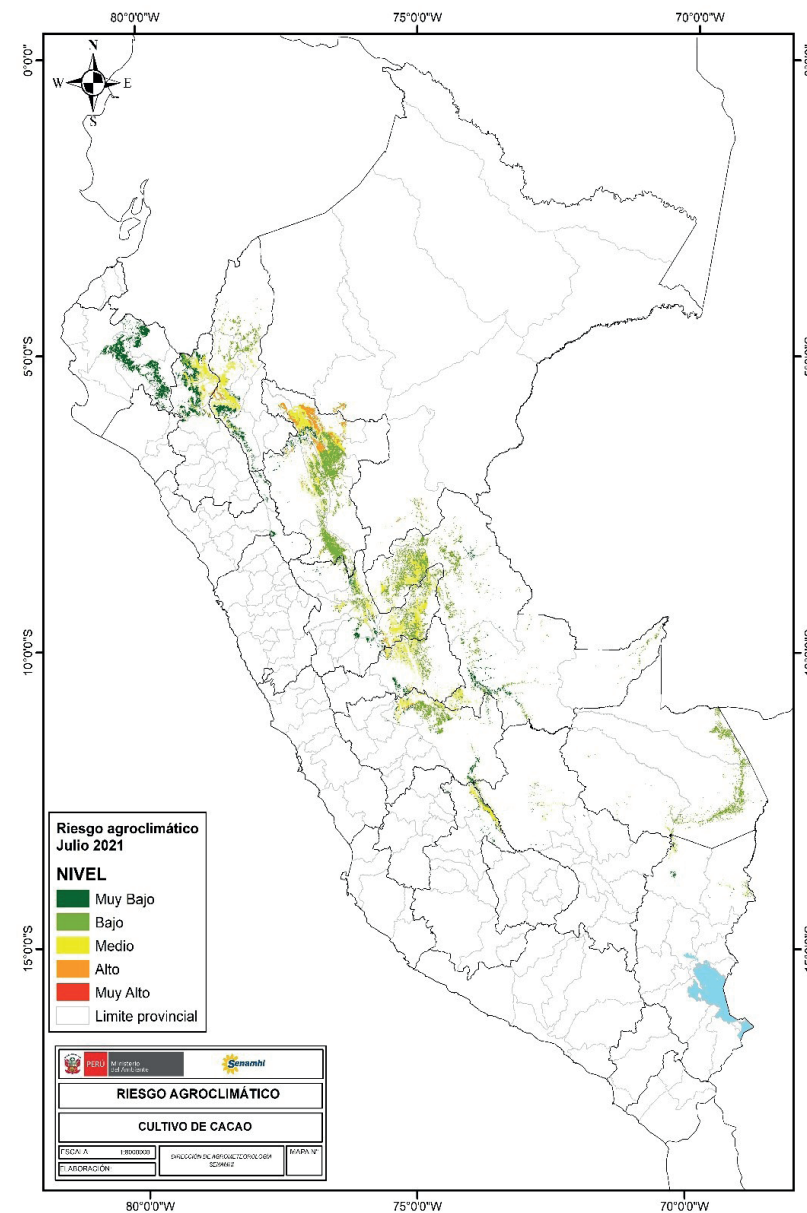 80°0'0"W
75°0'0"W
70°0'0"W
0°0'0"
N
W
E
S
5°0'0"S
10°0'0"S
15°0'0"S
Riesgo agroclimático
Julio 2021
NIVEL
Muy Bajo
Bajo
Medio
Alto
Muy Alto
Limite provincial
PERÚ
Ministerio
del Ambiente
Senamhi
RIESGO AGROCLIMÁTICO
CULTIVO DE CACAO
ESCALA
1:8000000
DIRECCIÓN DE AGROMETEOROLOGÍA
SENAMHI
MAPA N°
ELABORACIÓN:
80°0'0"W
75°0'0"W
70°0'0"W